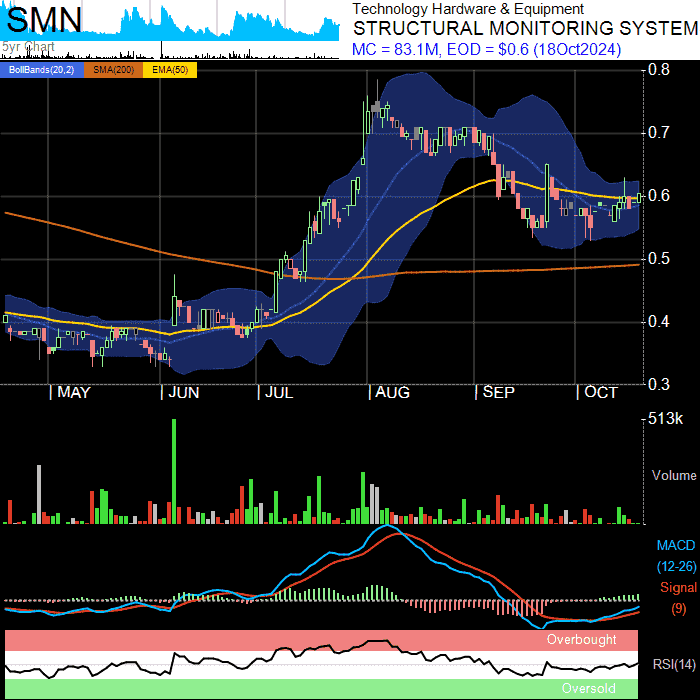 SMN
5yr Chart
Technology Hardware & Equipment
STRUCTURAL MONITORING SYSTEM
MC = 83.1M, EOD = $0.6 (18Oct2024)
BollBands(20,2) SMA(200) EMA(50)
0.8
0.7
0.6
0.5
0.4
0.3
| MAY | JUN | JUL | AUG | SEP | OCT
513k
Volume
MACD
(12-26)
Signal
(9)
Overbought
RSI(14)
Oversold